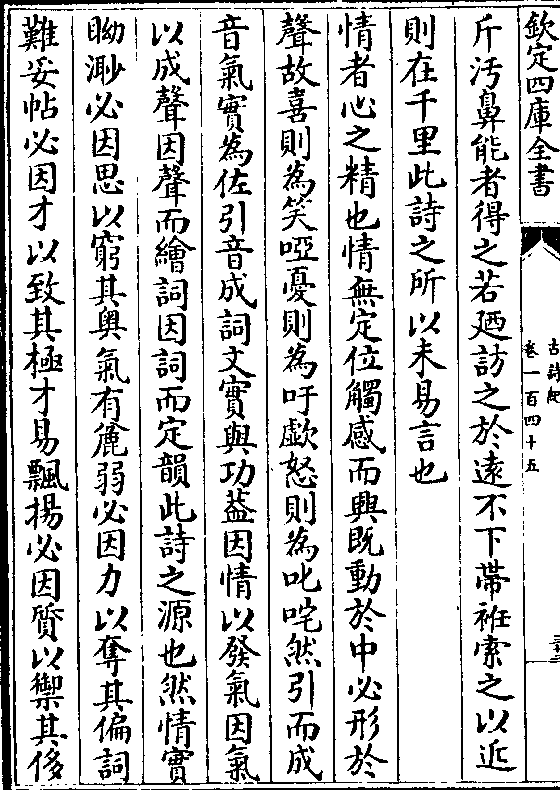 欽定四庫全書
古詩紀
卷一百四十五
斤汚鼻能者得之若廼訪之於遠不下帶袵索之以近
則在千里此詩之所以未易言也
情者心之精也情無定位觸感而興既動於中必形於
聲故喜則為笑啞憂則為吁歔怒則為叱咤然引而成
音氣實為佐引音成詞文實與功葢因情以發氣因氣
以成聲因聲而繪詞因詞而定韻此詩之源也然情實
眑渺必因思以窮其奥氣有麄弱必因力以奪其偏詞
難妥帖必因才以致其極才易飄揚必因質以禦其侈